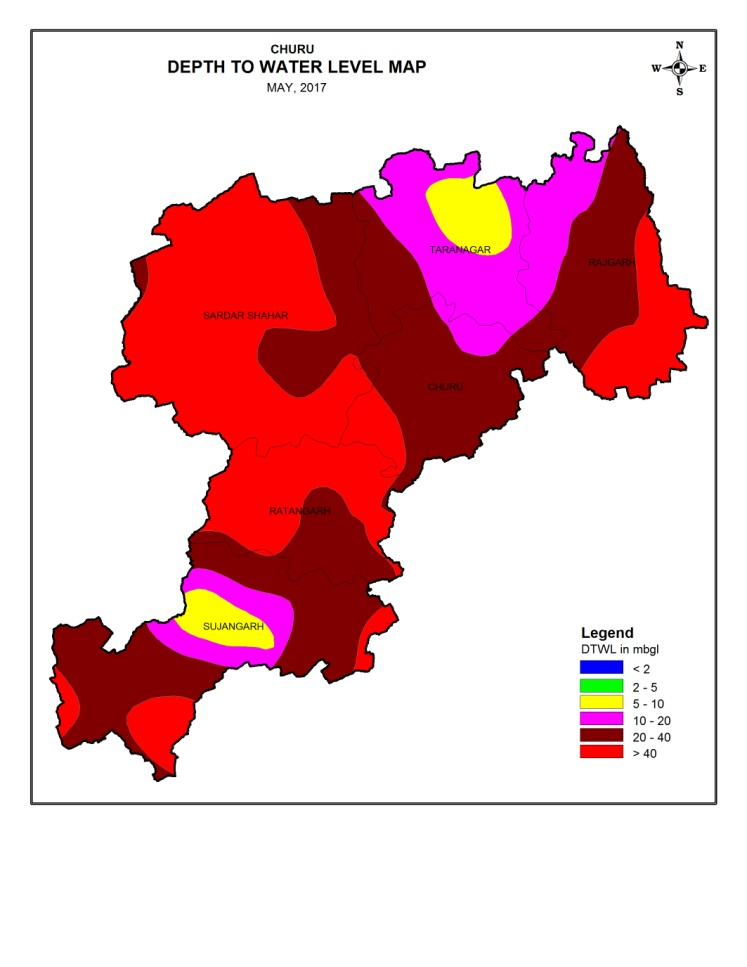 CHURU
DEPTH TO WATER LEVEL MAP
MAY, 2017
N
W E
S
TARANAGAR
RAJGARH
SARDAR SHAHAR
CHURU
RATANGARH
SUJANGARH
Legend
DTWL in mbgl
< 2
2 - 5
5 - 10
10 - 20
20 - 40
> 40